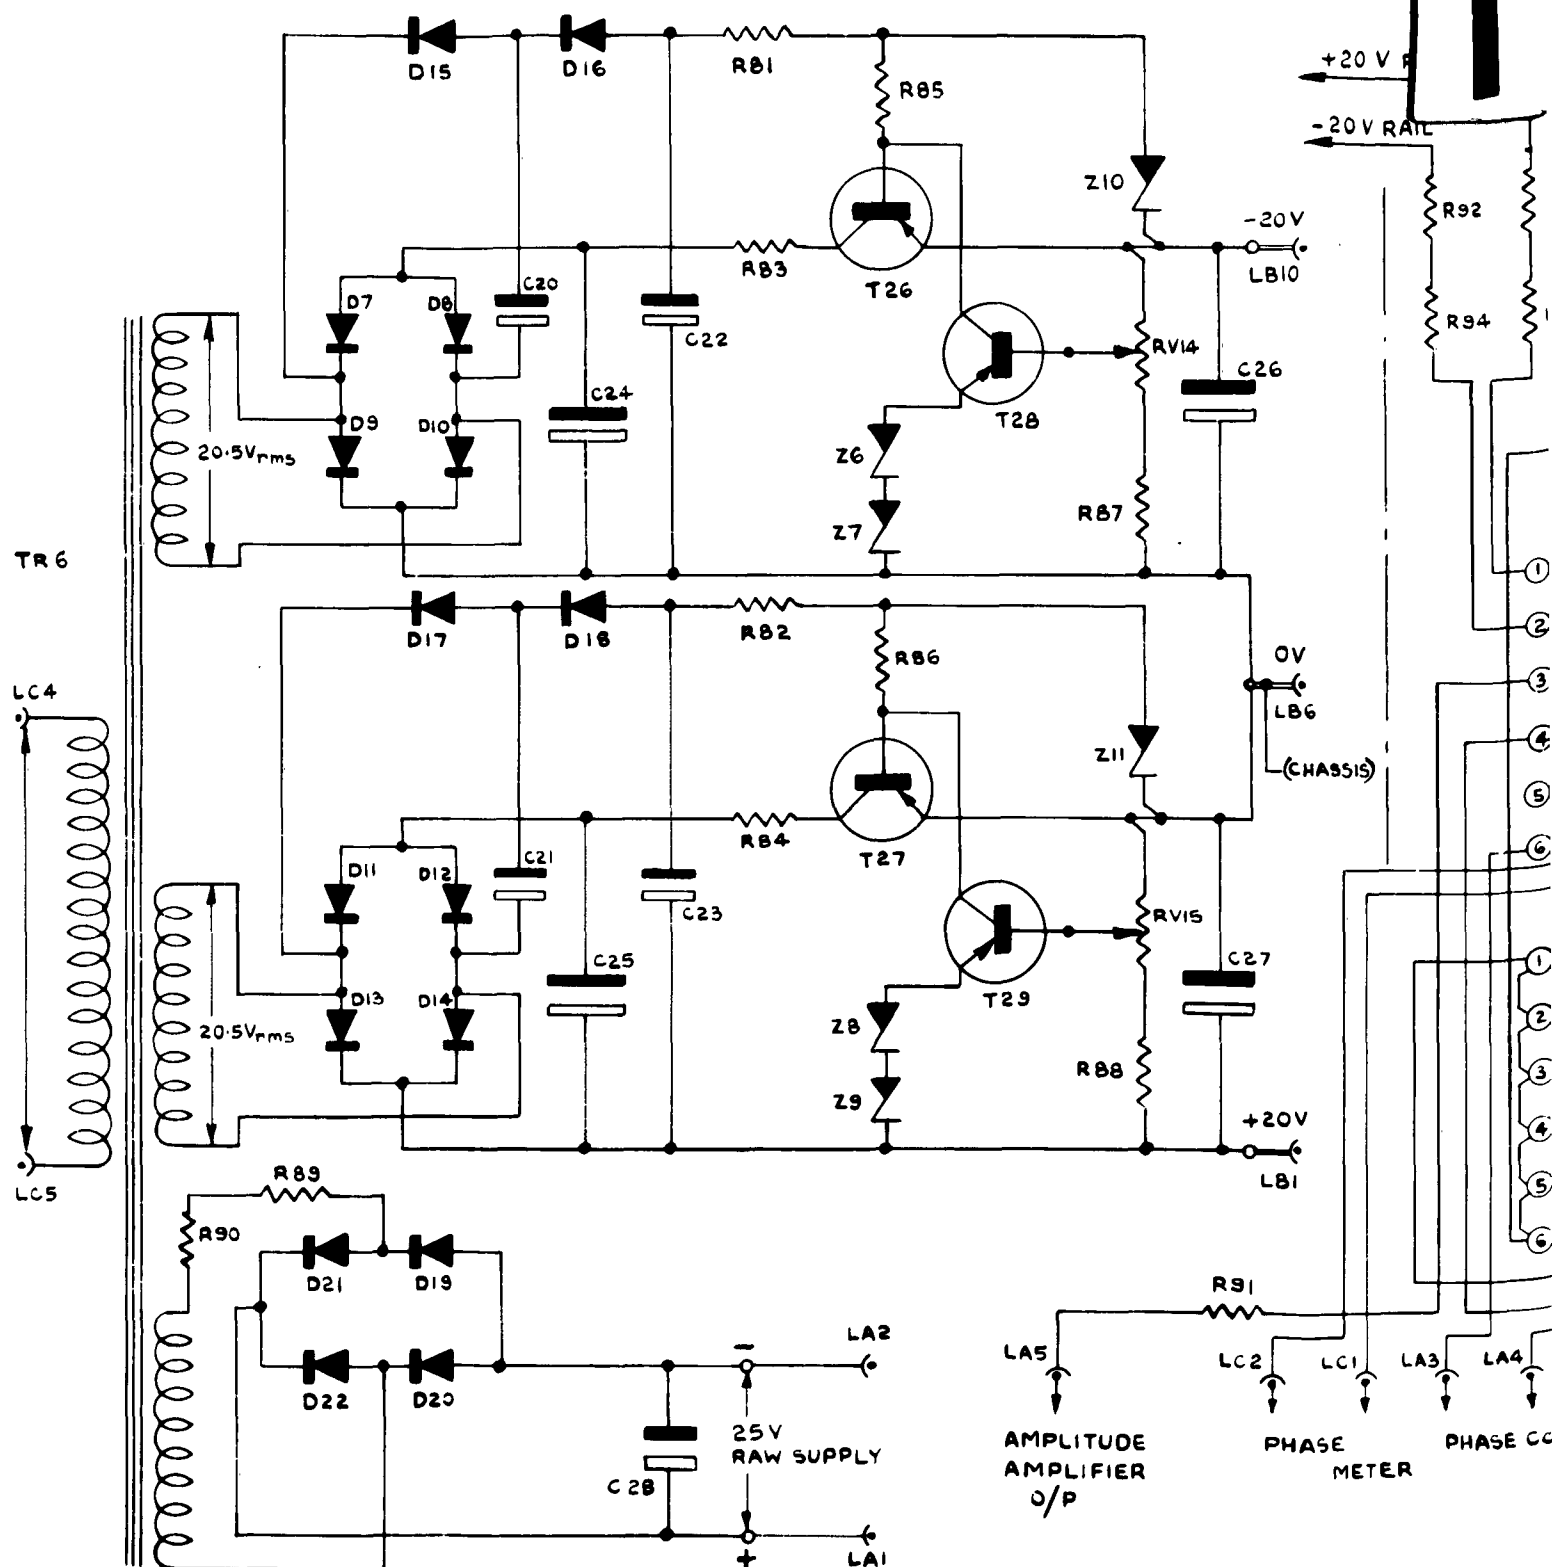 D15
D16
R81
R85
+20 V
-20 V RAIL
Z10
R92
-20V
LB10
R83
T26
D7
D8
C20
C22
R94
RV14
C26
C24
T28
D9
D10
20.5Vrms
Z6
Z7
R87
TR6
1
2
D17
D18
R82
R86
0V
LB6
3
LC4
4
Z11
(CHASSIS)
5
R84
T27
6
D11
D12
C21
C23
RV15
C25
C27
1
D13
D14
T29
20.5Vrms
Z8
2
Z9
R88
3
+20V
4
LB1
LC5
R89
5
R90
6
D21
D19
R91
LA2
LA5
LC2
LC1
LA3
LA4
D22
D20
–
25V
RAW SUPPLY
C28
+
LA1
AMPLITUDE
AMPLIFIER
O/P
PHASE
METER
PHASE